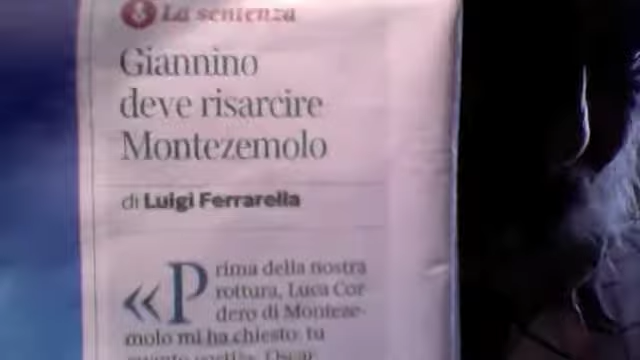 La sentenza
Giannino
deve risarcire
Montezemolo
di Luigi Ferrarella
«Prima della nostra
rottura, Luca Cor-
dero di Monteze-
molo mi ha chiesto: tu
Oscar